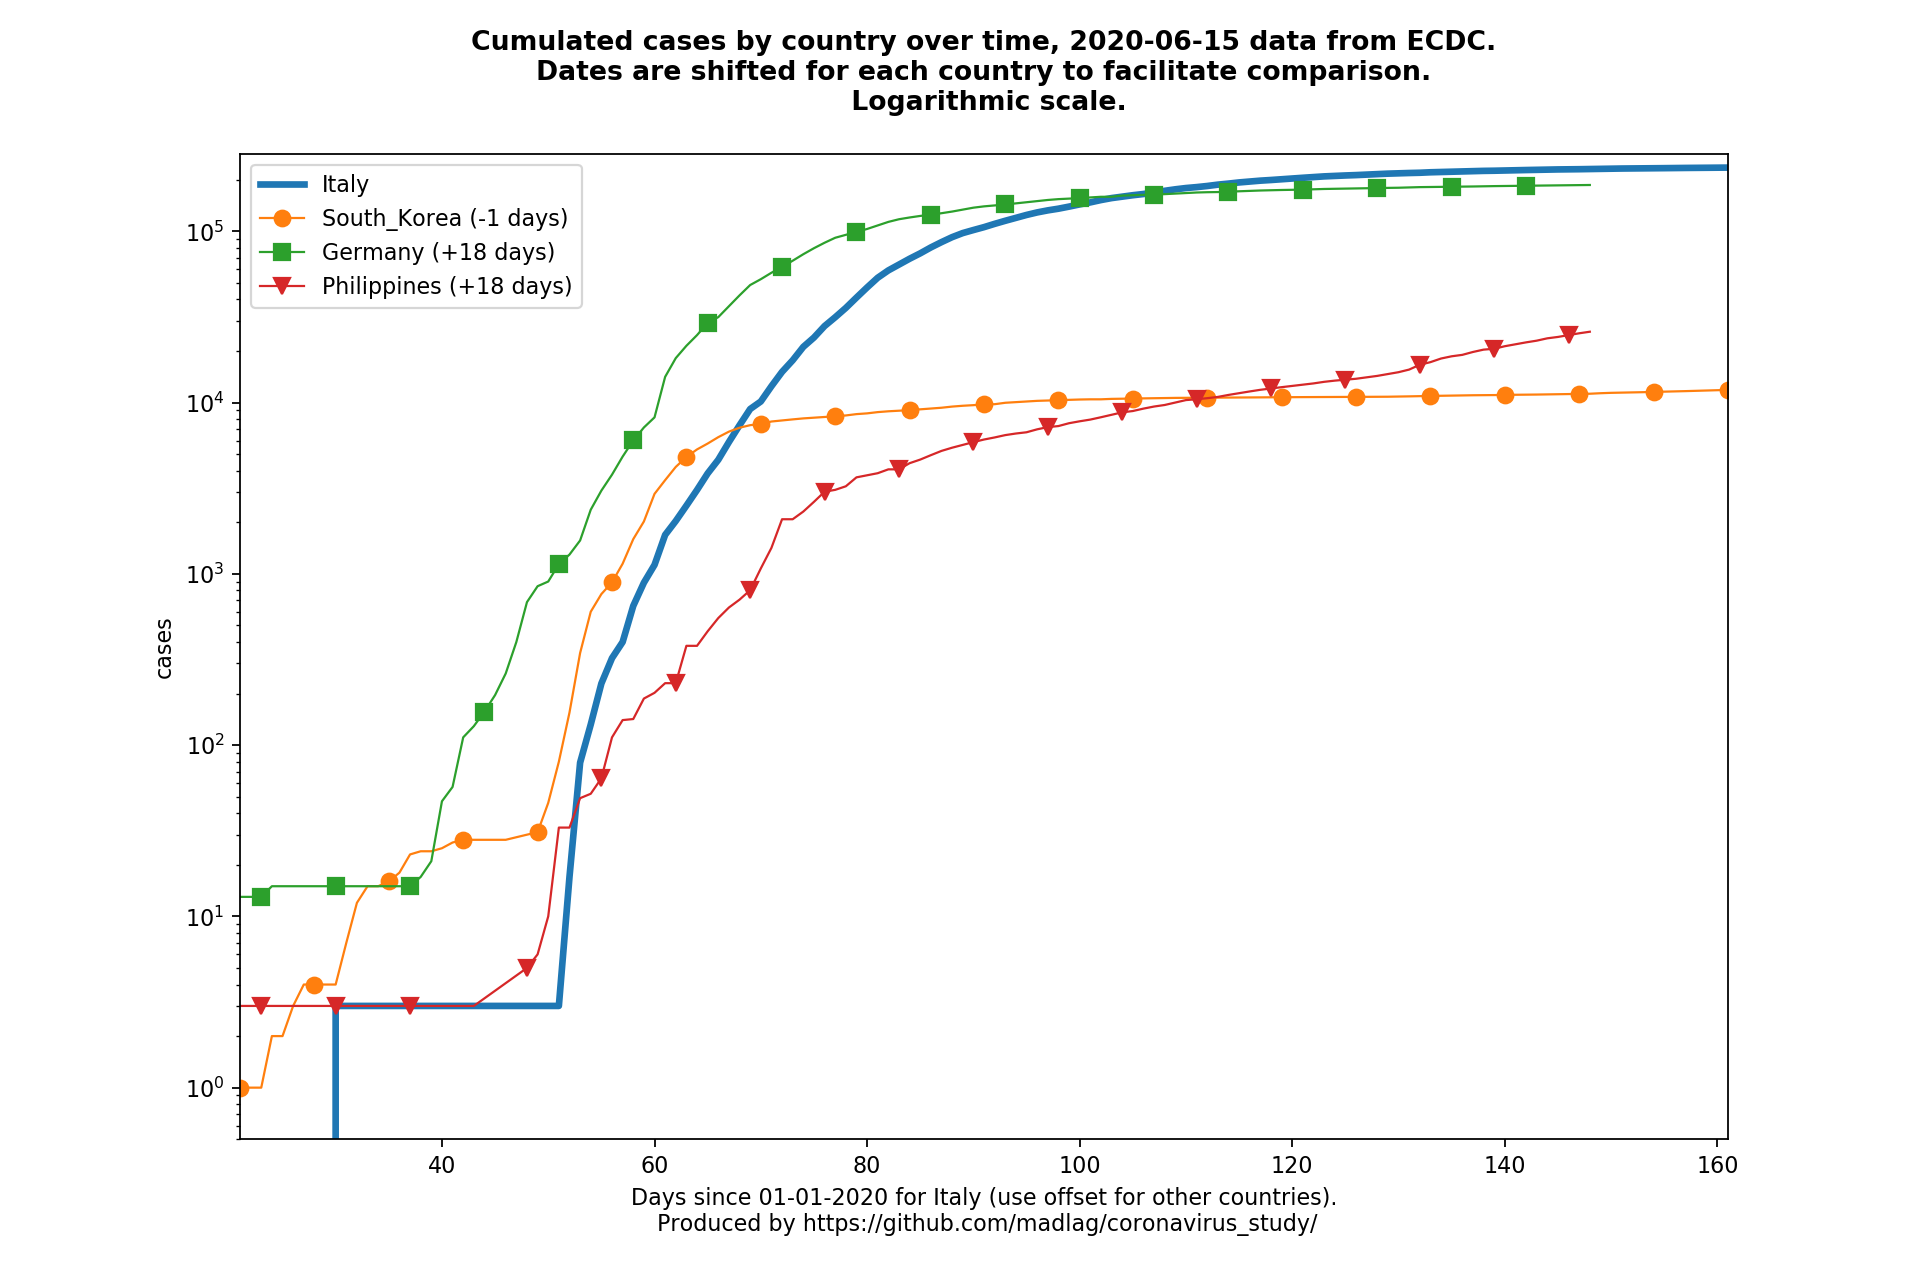 Cumulated cases by country over time, 2020-06-15 data from ECDC.
Dates are shifted for each country to facilitate comparison.
Logarithmic scale.
Italy
South_Korea (-1 days)
Germany (+18 days)
Philippines (+18 days)
10^5
10^4
10^3
10^2
10^1
10^0
cases
40 60 80 100 120 140 160
Days since 01-01-2020 for Italy (use offset for other countries).
Produced by https://github.com/madlag/coronavirus_study/